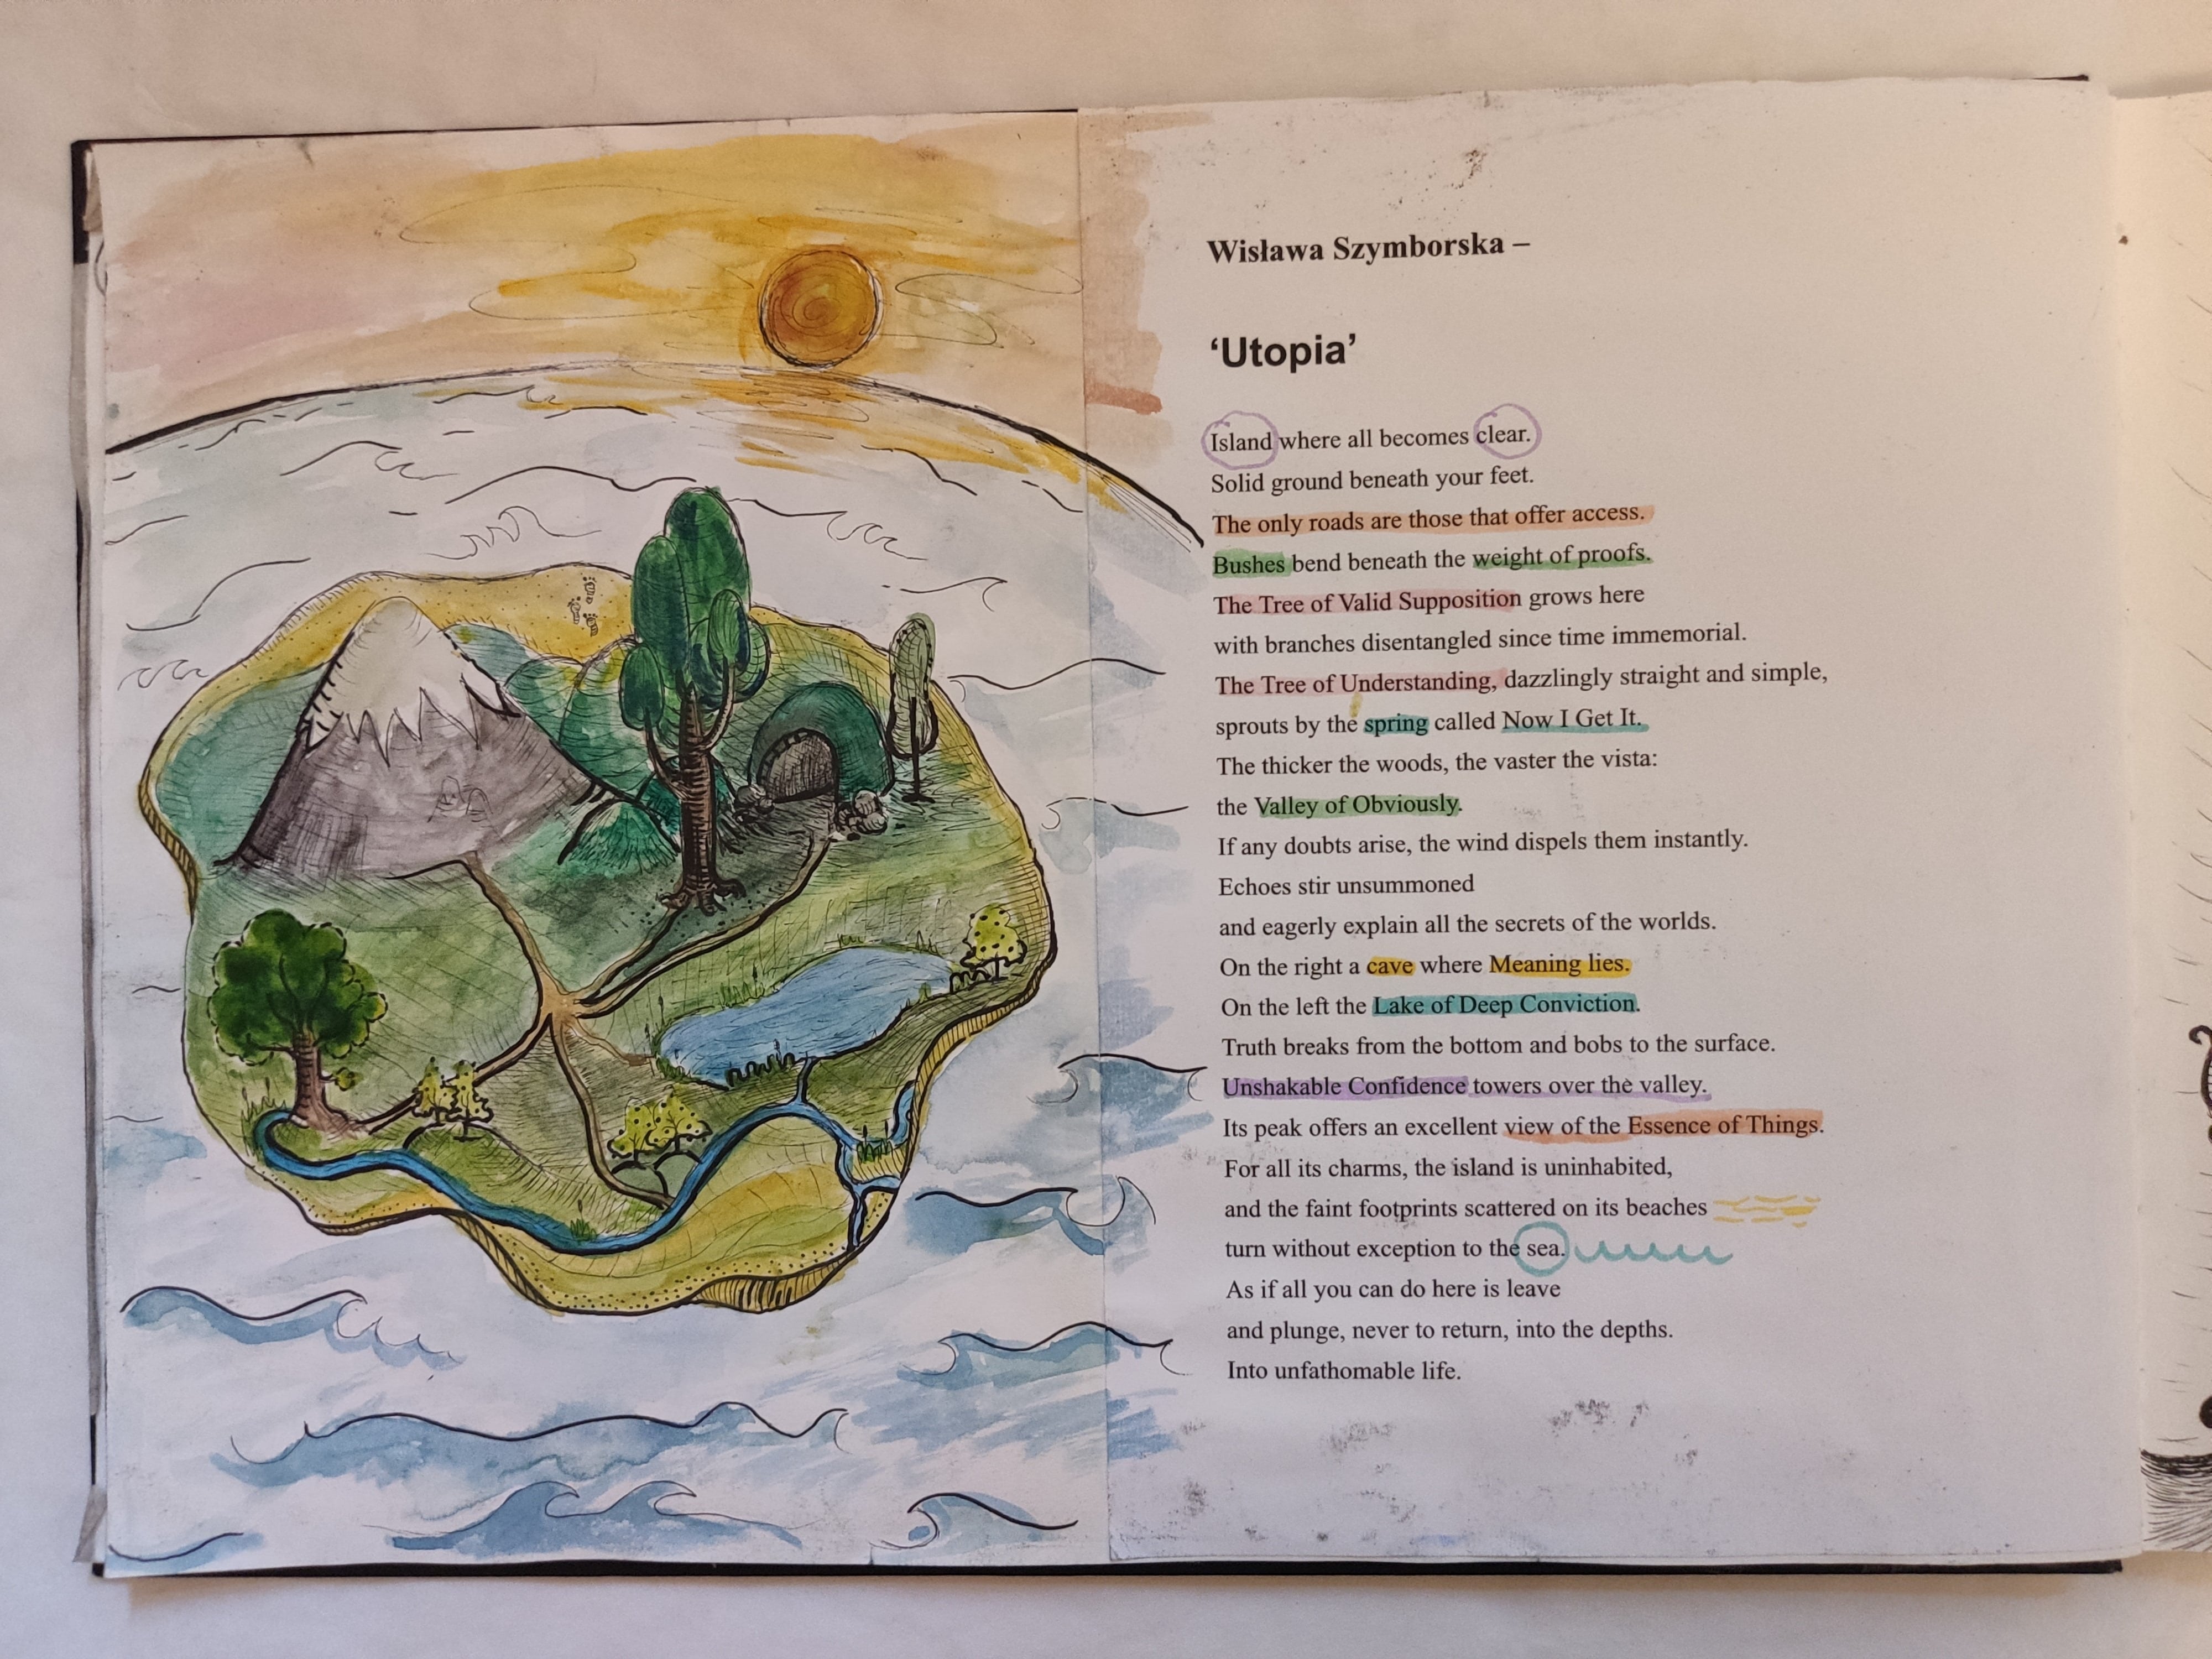 Wisława Szymborska –
‘Utopia’
Island where all becomes clear.
Solid ground beneath your feet.
The only roads are those that offer access.
Bushes bend beneath the weight of proofs.
The Tree of Valid Supposition grows here
with branches disentangled since time immemorial.
The Tree of Understanding, dazzlingly straight and simple,
sprouts by the spring called Now I Get It.
The thicker the woods, the vaster the vista:
the Valley of Obviously.
If any doubts arise, the wind dispels them instantly.
Echoes stir unsummoned
and eagerly explain all the secrets of the worlds.
On the right a cave where Meaning lies.
On the left the Lake of Deep Conviction.
Truth breaks from the bottom and bobs to the surface.
Unshakable Confidence towers over the valley.
Its peak offers an excellent view of the Essence of Things.
For all its charms, the island is uninhabited,
and the faint footprints scattered on its beaches
turn without exception to the sea.
As if all you can do here is leave
and plunge, never to return, into the depths.
Into unfathomable life.